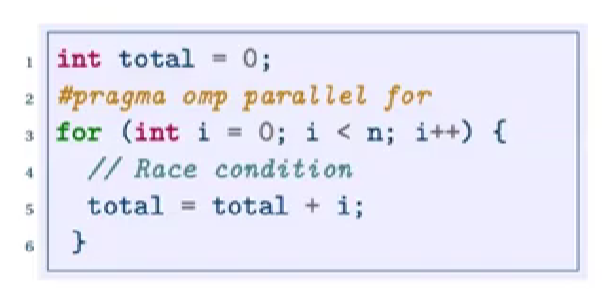 1 int total = 0;
2 #pragma omp parallel for
3 for (int i = 0; i < n; i++) {
4 // Race condition
5 total = total + i;
6 }